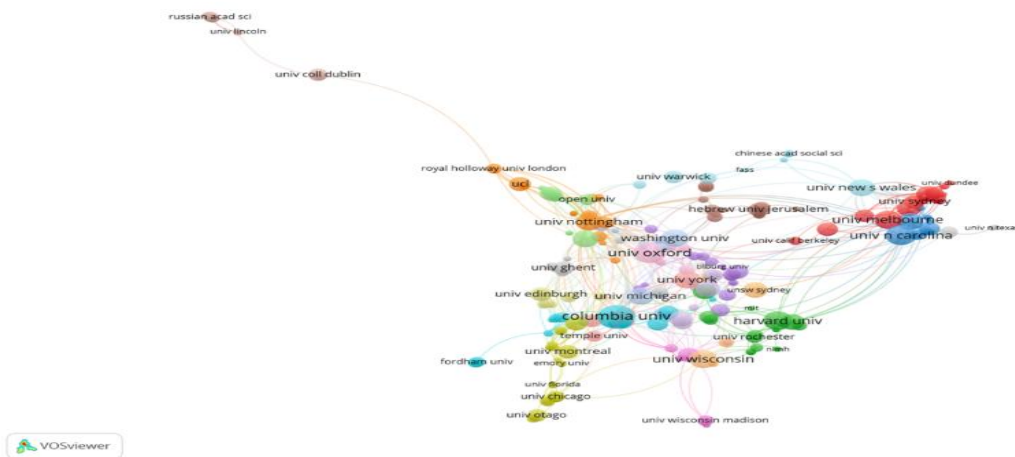 russian acad sci
univ lincoln
univ coll dublin
chinese acad social sci
royal holloway univ london
fass
univ warwick
ucl
univ new s wales
univ dundee
open univ
univ sydney
hebrew univ jerusalem
univ nottingham
univ melbourne
washington univ
univ n carolina
univ calif berkeley
univ oxford
univ ghent
tilburg univ
univ york
univ edinburgh
univ michigan
unsw sydney
mit
columbia univ
harvard univ
temple univ
univ rochester
univ montreal
nimh
fordham univ
emory univ
univ wisconsin
univ florida
univ chicago
univ otago
univ wisconsin madison
VOSviewer